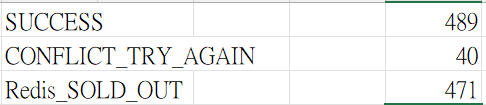 SUCCESS 489
CONFLICT_TRY_AGAIN 40
Redis_SOLD_OUT 471